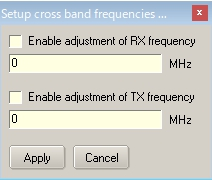 Setup cross band frequencies ...
Enable adjustment of RX frequency
0 MHz
Enable adjustment of TX frequency
0 MHz
Apply Cancel